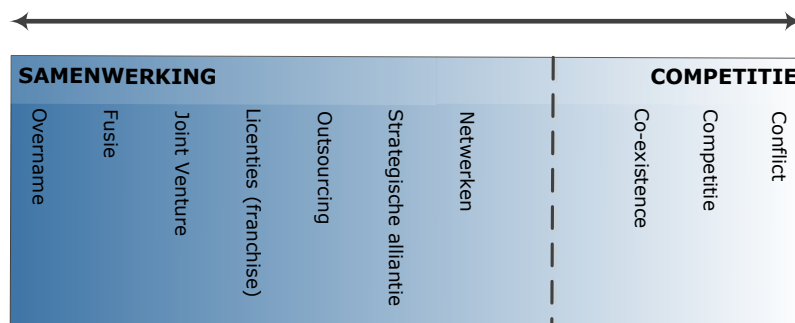 SAMENWERKING
COMPETITIE
Overname
Fusie
Joint Venture
Licenties (franchise)
Outsourcing
Strategische alliantie
Netwerken
Co-existence
Competitie
Conflict